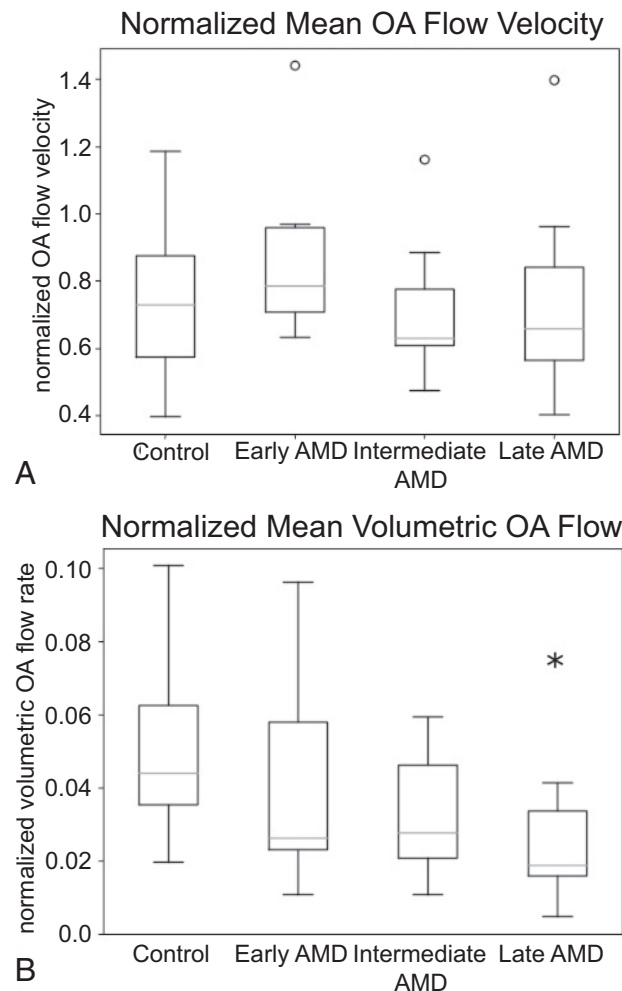 Normalized Mean OA Flow Velocity
normalized OA flow velocity
1.4
1.2
1.0
0.8
0.6
0.4
Control
Early AMD
Intermediate
AMD
Late AMD
A
Normalized Mean Volumetric OA Flow
normalized volumetric OA flow rate
0.10
0.08
0.06
0.04
0.02
0.0
*
Control
Early AMD
Intermediate
AMD
Late AMD
B